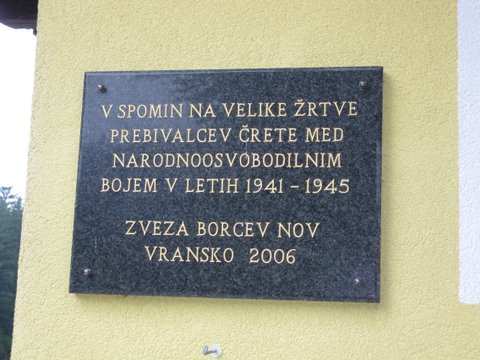 V SPOMIN NA VELIKE ŽRTVE
PREBIVALCEV ČRETE MED
NARODNOOSVOBODILNIM
BOJEM V LETIH 1941 - 1945
ZVEZA BORCEV NOV
VRANSKO 2006